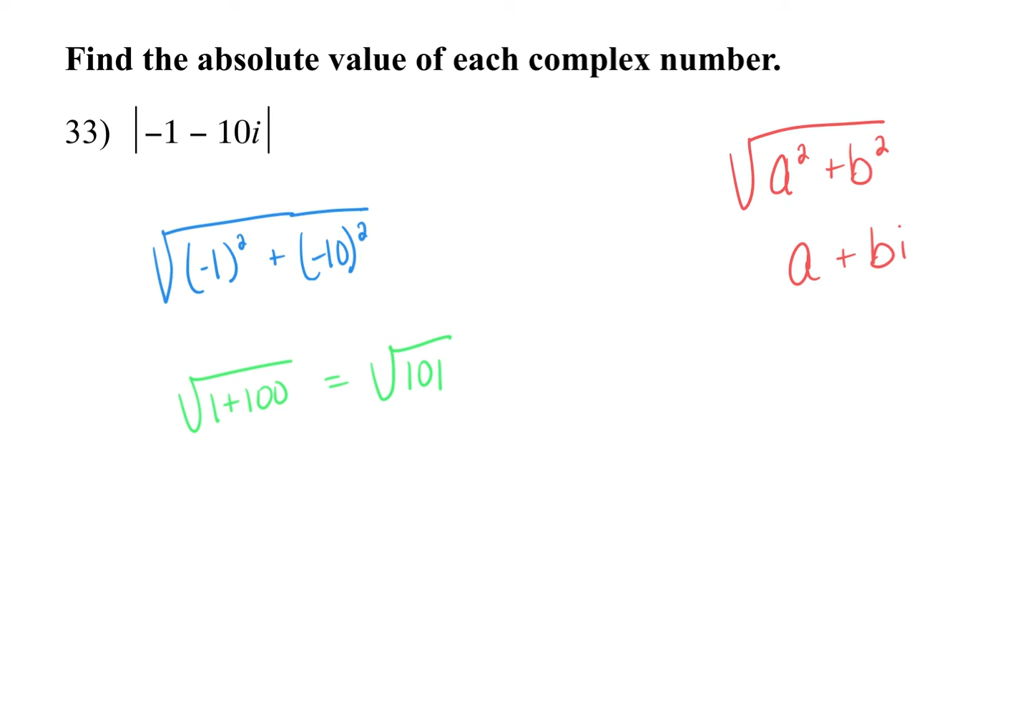 Find the absolute value of each complex number.
33) |−1 − 10i|
√(a² + b²)
a + bi
√((-1)² + (-10)²)
√(1+100) = √101